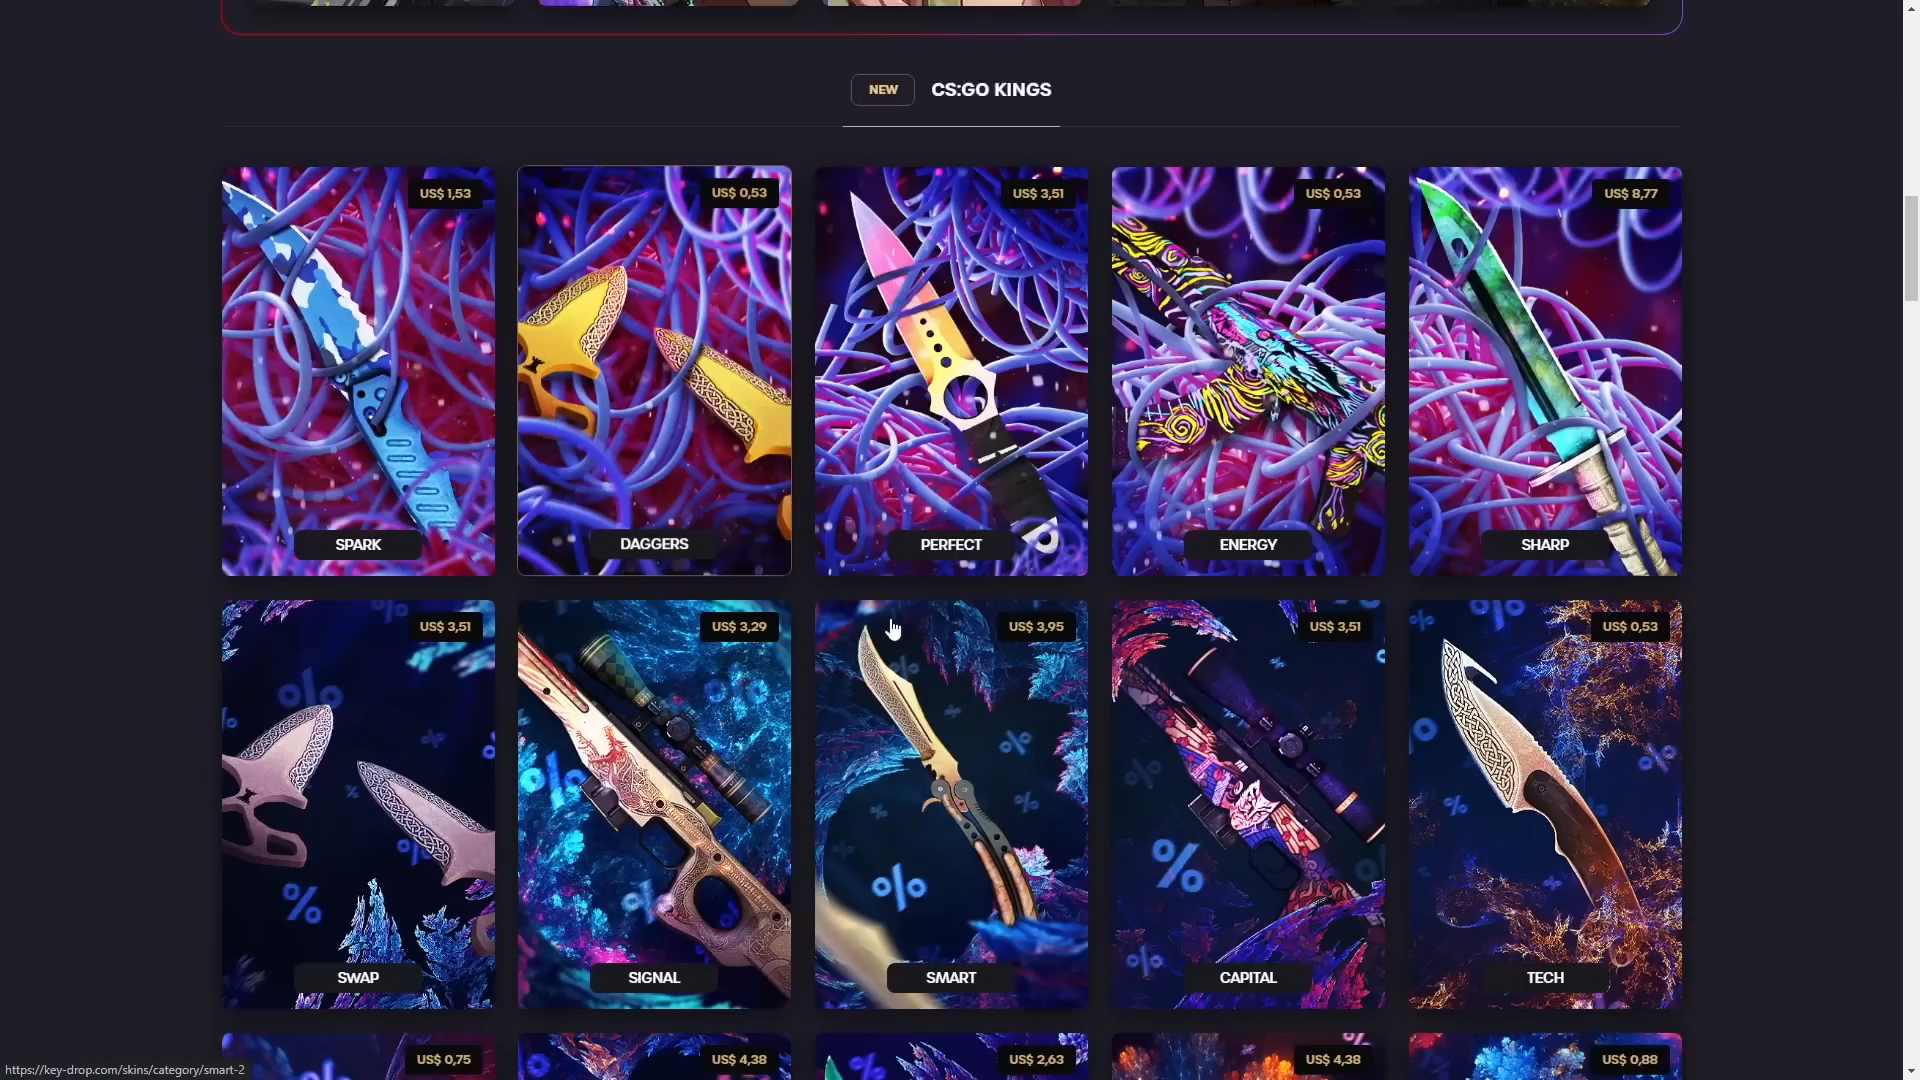 NEW CS:GO KINGS
US$ 1,53
US$ 0,53
US$ 3,51
US$ 0,53
US$ 8,77
SPARK
DAGGERS
PERFECT
ENERGY
SHARP
US$ 3,51
US$ 3,29
US$ 3,95
US$ 3,51
US$ 0,53
SWAP
SIGNAL
SMART
CAPITAL
TECH
US$ 0,75
US$ 4,38
US$ 2,63
US$ 4,38
US$ 0,88
https://key-drop.com/skins/category/smart-2